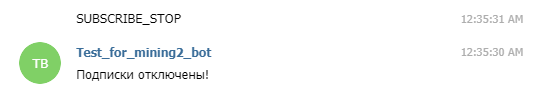 SUBSCRIBE_STOP 12:35:31 AM
TB Test_for_mining2_bot 12:35:30 AM
Подписки отключены!